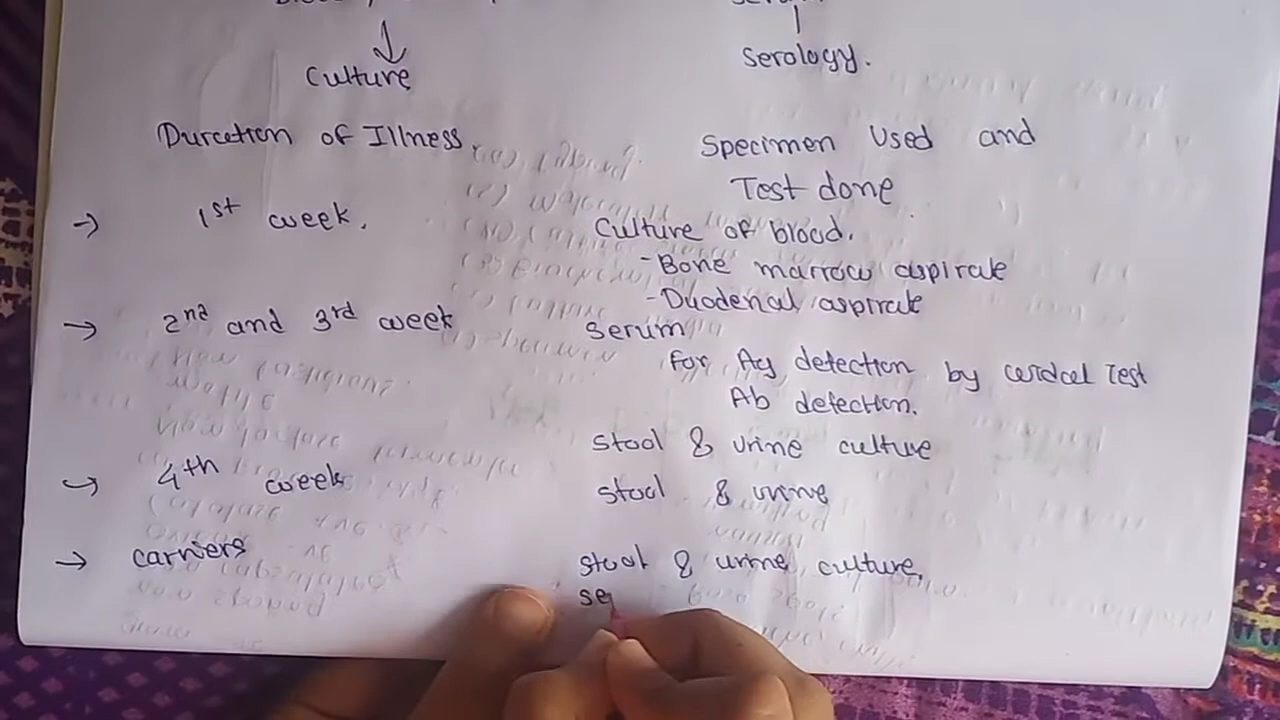 Culture
Serology.
Duration of Illness.
Specimen Used and
Test done
→ 1st week.
Culture of blood.
- Bone marrow aspirate
- Duodenal aspirate
→ 2nd and 3rd week
Serum
For Ag detection by Test
Ab detection.
Stool & urine culture
→ 4th week
stool & urine
→ carriers
stool & urine culture,
se